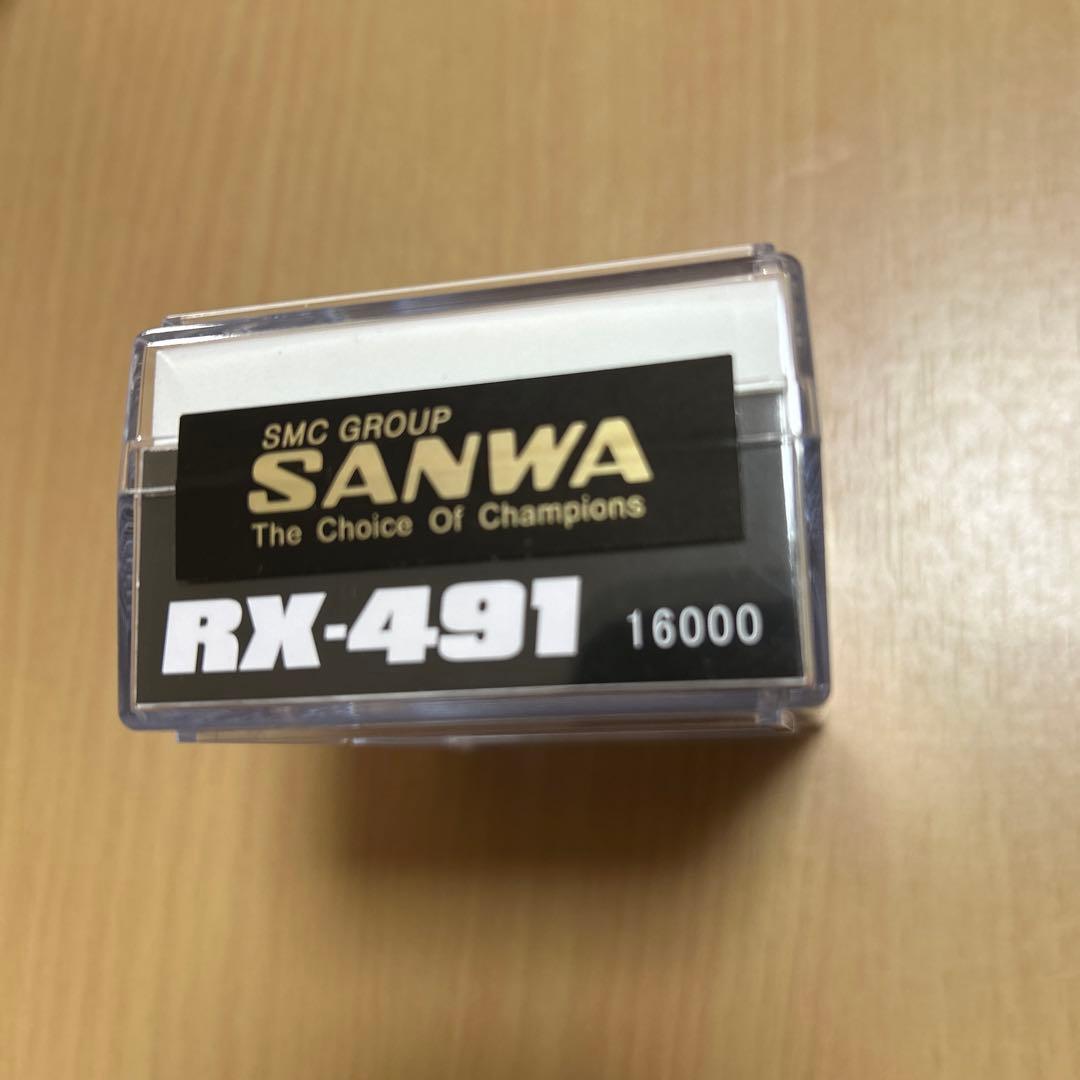 SMC GROUP
SANWA
The Choice Of Champions
RX-491 16000